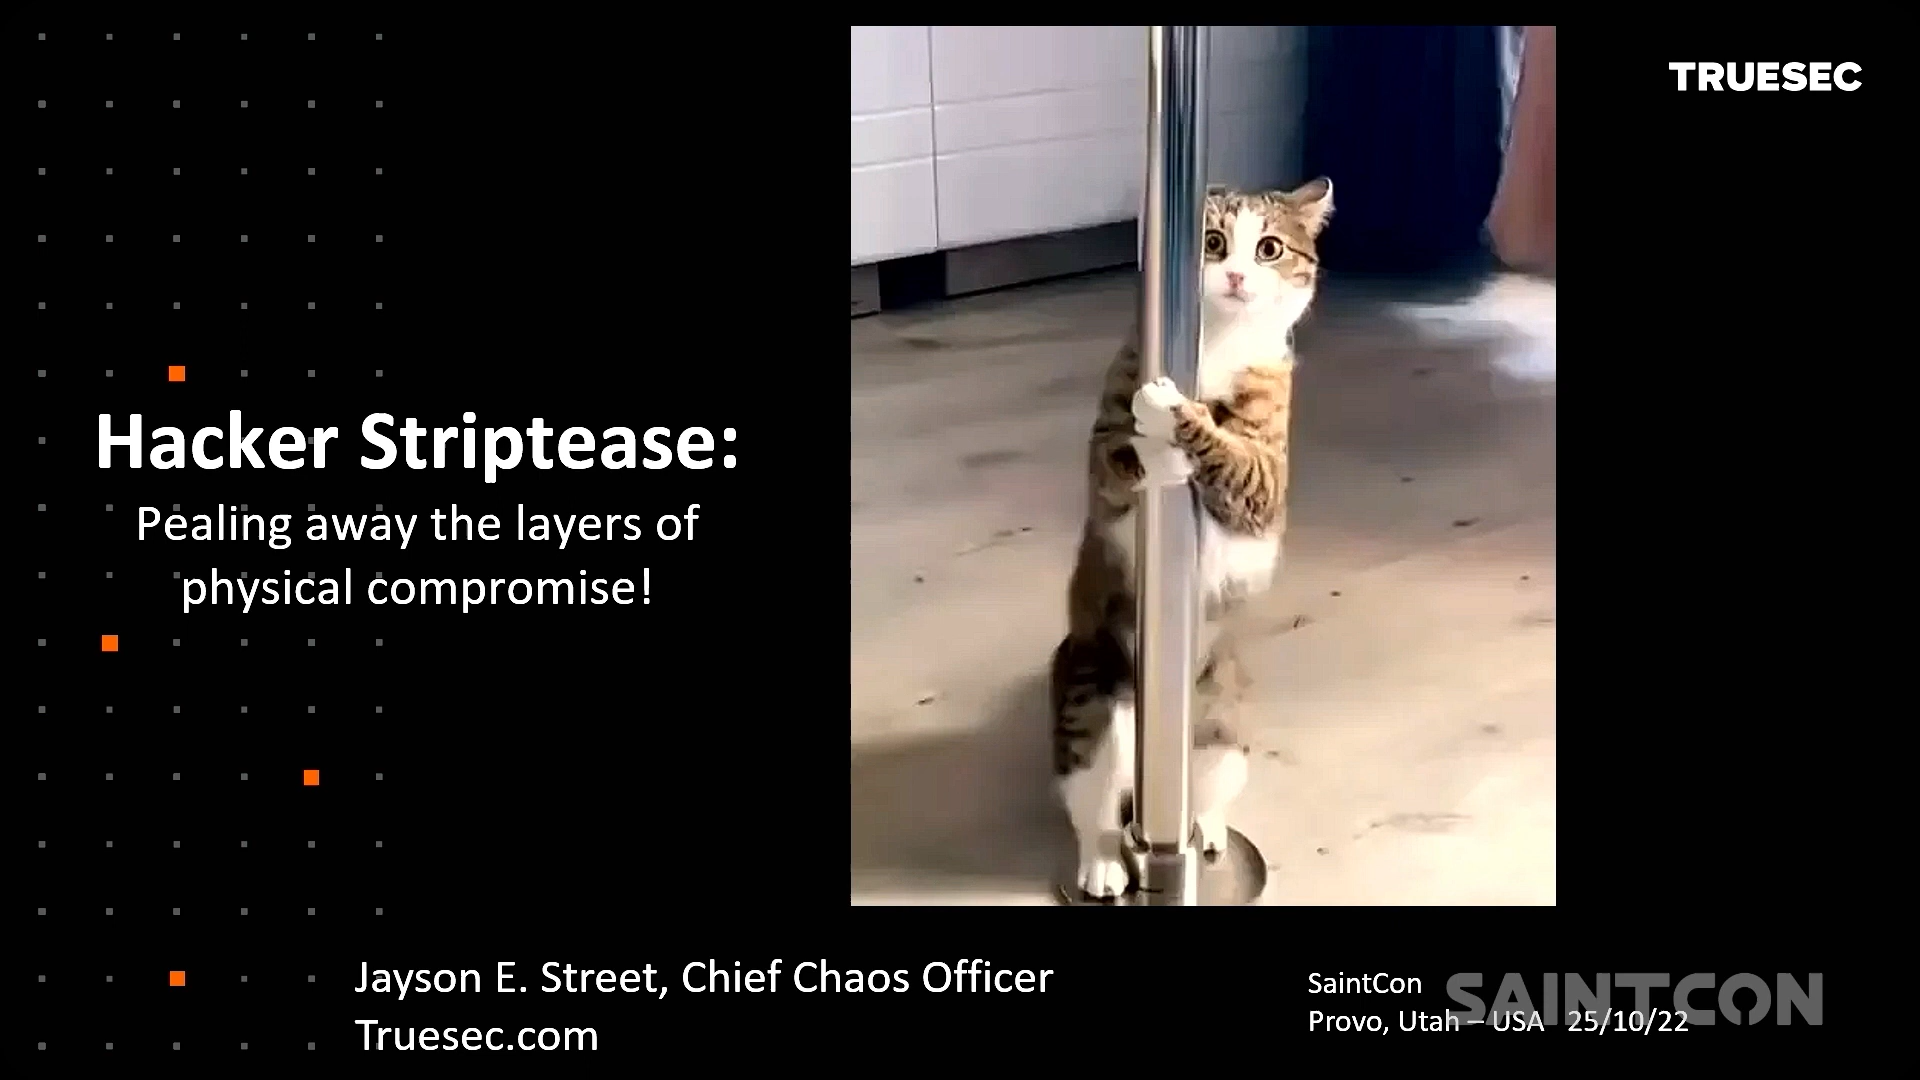 TRUESEC
Hacker Striptease:
Pealing away the layers of
physical compromise!
Jayson E. Street, Chief Chaos Officer
Truesec.com
SaintCon
Provo, Utah – USA 25/10/22
SAINTCON